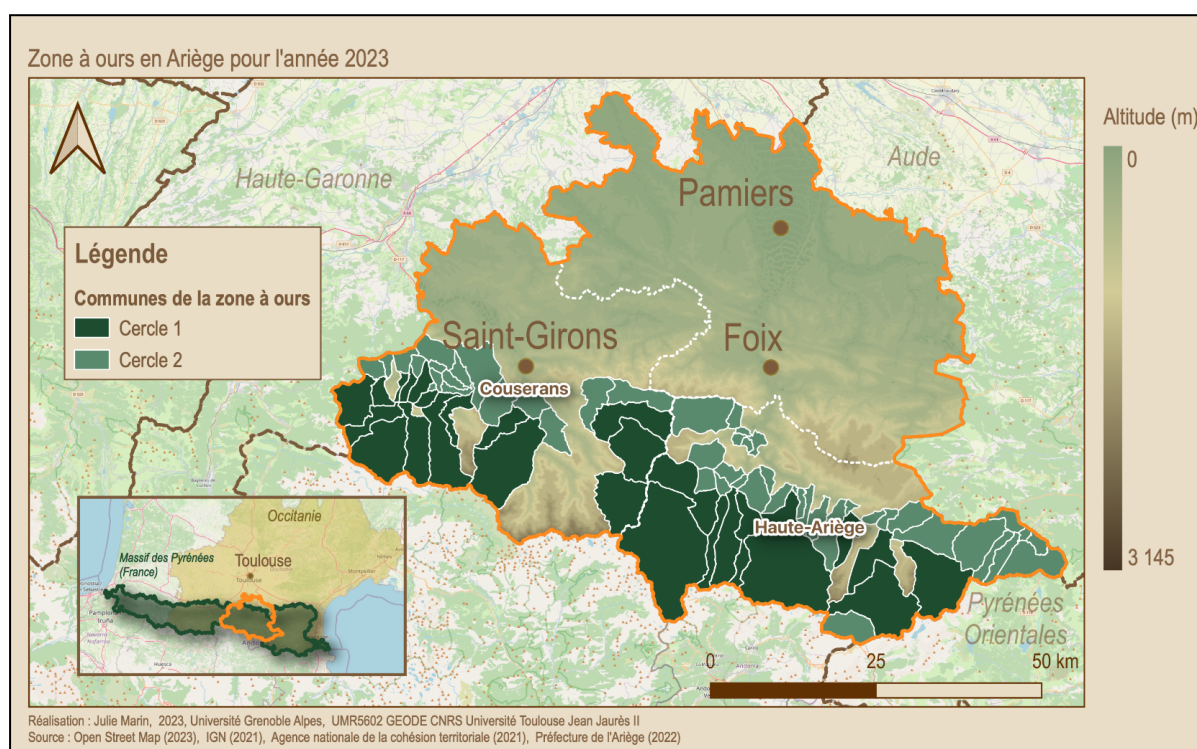 Zone à ours en Ariège pour l'année 2023
Altitude (m)
0
3 145
Haute-Garonne
Aude
Pamiers
Légende
Communes de la zone à ours
Cercle 1
Cercle 2
Saint-Girons
Foix
Couserans
Haute-Ariège
Occitanie
Massif des Pyrénées
(France)
Toulouse
Toulouse
Pyrénées
Orientales
0
25
50 km
Réalisation : Julie Marin, 2023, Université Grenoble Alpes, UMR5602 GEODE CNRS Université Toulouse Jean Jaurès II
Source : Open Street Map (2023), IGN (2021), Agence nationale de la cohésion territoriale (2021), Préfecture de l'Ariège (2022)